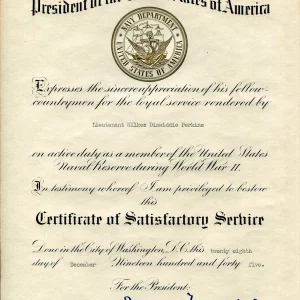 President of the United States of America
NAVY DEPARTMENT
UNITED STATES OF AMERICA
Expresses the sincere appreciation of his fellow-
countrymen for the loyal service rendered by
Lieutenant Wilkes Dinwiddie Perkins
on active duty as a member of the United States
Naval Reserve during World War II.
In testimony whereof I am privileged to bestow
this
Certificate of Satisfactory Service
Done in the City of Washington, D.C. this twenty eighth
day of December Nineteen hundred and forty five.
For the President: